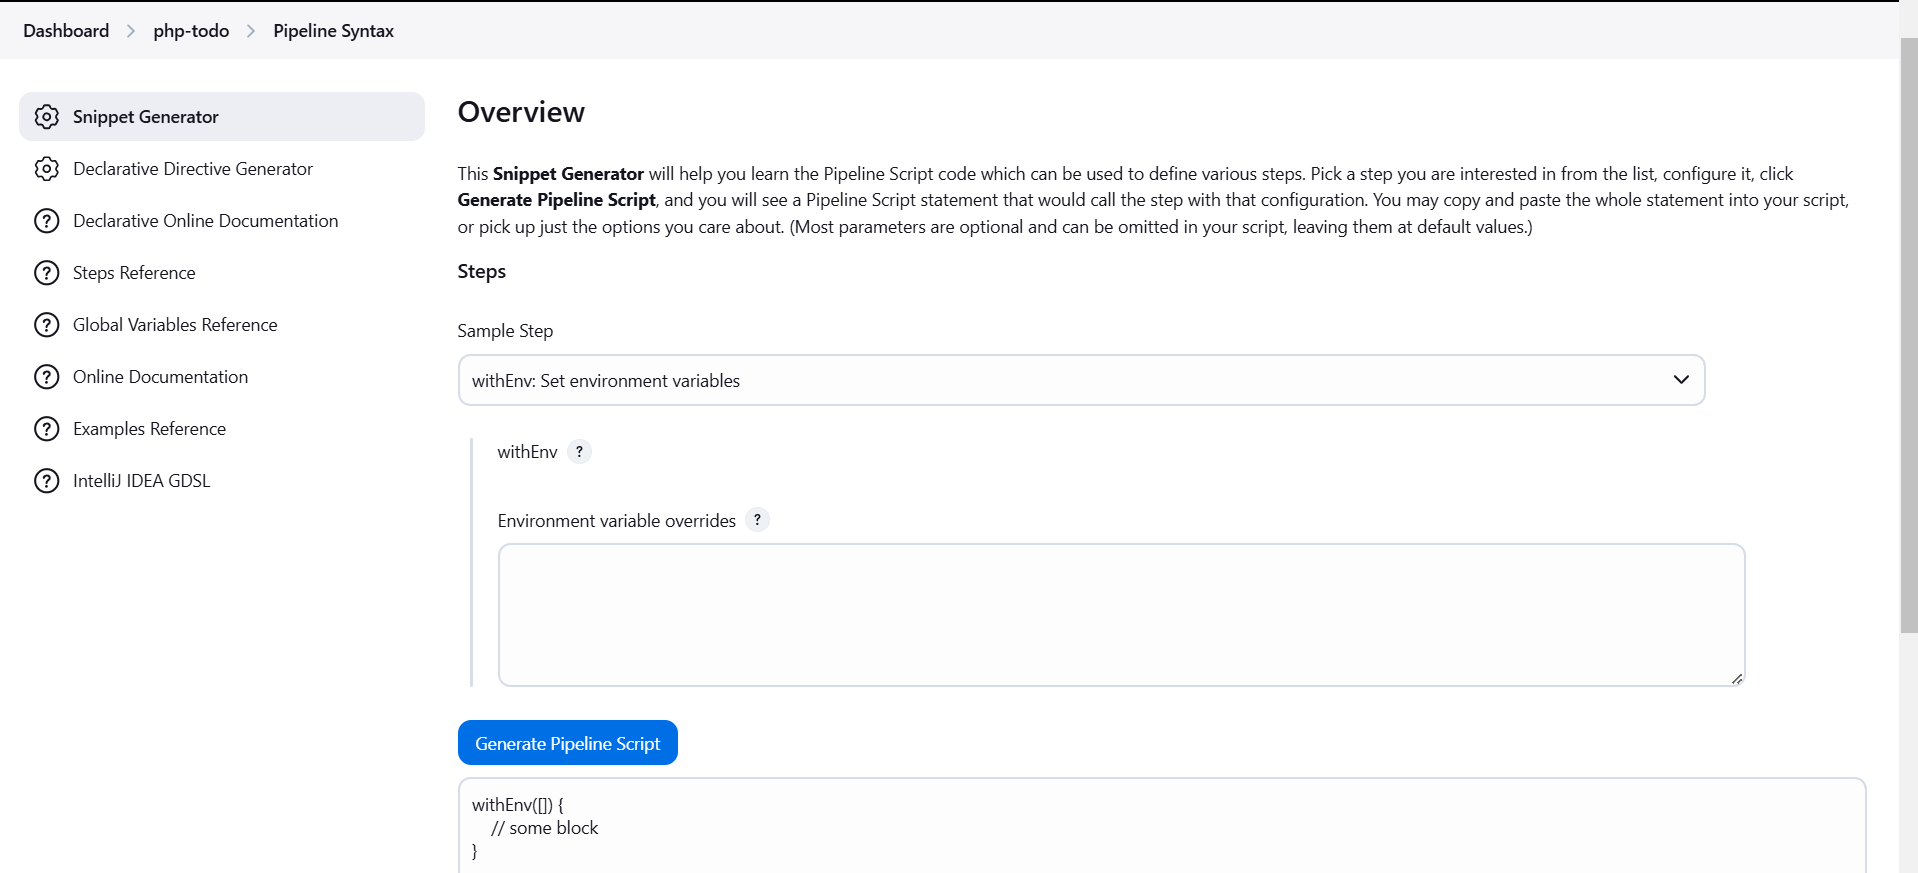 Dashboard > php-todo > Pipeline Syntax
Snippet Generator
Declarative Directive Generator
Declarative Online Documentation
Steps Reference
Global Variables Reference
Online Documentation
Examples Reference
IntelliJ IDEA GDSL
Overview
This Snippet Generator will help you learn the Pipeline Script code which can be used to define various steps. Pick a step you are interested in from the list, configure it, click
Generate Pipeline Script, and you will see a Pipeline Script statement that would call the step with that configuration. You may copy and paste the whole statement into your script,
or pick up just the options you care about. (Most parameters are optional and can be omitted in your script, leaving them at default values.)
Steps
Sample Step
withEnv: Set environment variables
withEnv ?
Environment variable overrides ?
Generate Pipeline Script
withEnv([]) {
// some block
}